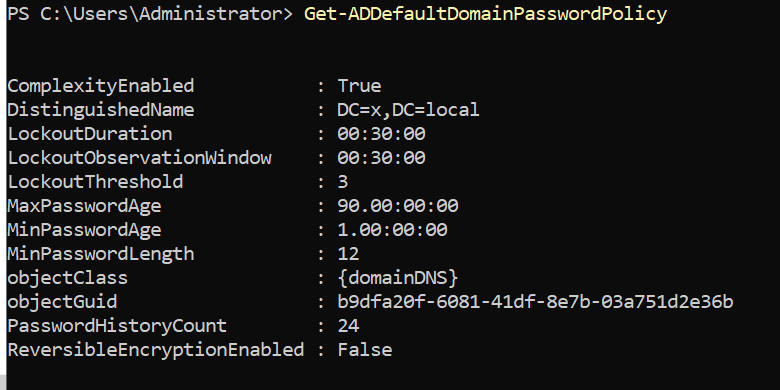 PS C:\Users\Administrator> Get-ADDefaultDomainPasswordPolicy
ComplexityEnabled : True
DistinguishedName : DC=x,DC=local
LockoutDuration : 00:30:00
LockoutObservationWindow : 00:30:00
LockoutThreshold : 3
MaxPasswordAge : 90.00:00:00
MinPasswordAge : 1.00:00:00
MinPasswordLength : 12
objectClass : {domainDNS}
objectGuid : b9dfa20f-6081-41df-8e7b-03a751d2e36b
PasswordHistoryCount : 24
ReversibleEncryptionEnabled : False